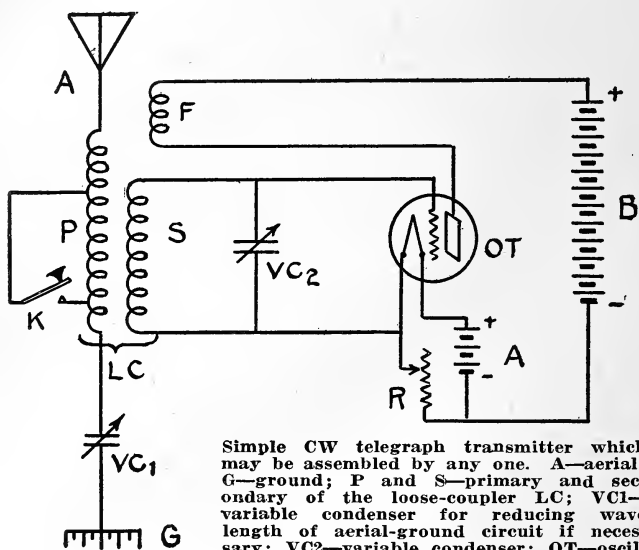 A
F
+
B
P
S
VC2
OT
K
+
A
-
-
LC
R
VC1
G
Simple CW telegraph transmitter which
may be assembled by any one. A—aerial
G—ground; P and S—primary and sec
ondary of the loose-coupler LC; VC1—
variable condenser for reducing wave
length of aerial-ground circuit if neces
sary; VC2—variable condenser; OT—oscil